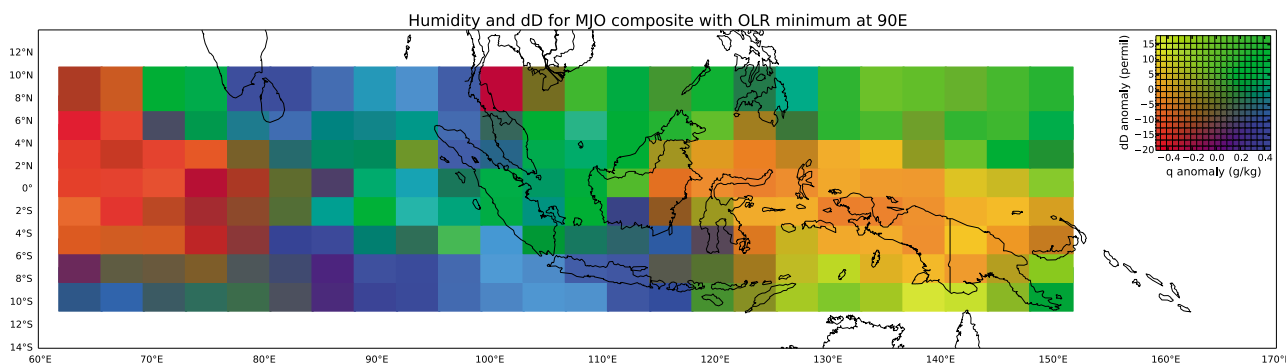 Humidity and dD for MJO composite with OLR minimum at 90E
12°N
10°N
8°N
6°N
4°N
2°N
0°
2°S
4°S
6°S
8°S
10°S
12°S
14°S
60°E 70°E 80°E 90°E 100°E 110°E 120°E 130°E 140°E 150°E 160°E 170°E
dD anomaly (permil)
15
10
5
0
−5
−10
−15
−20
−0.4 −0.2 0.0 0.2 0.4
q anomaly (g/kg)